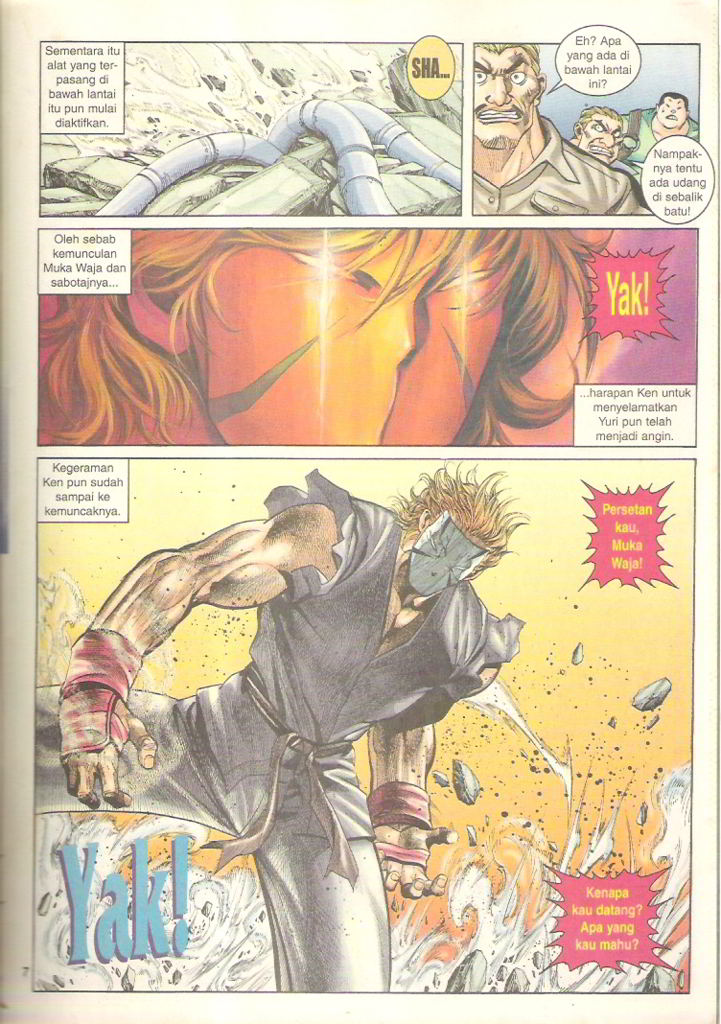 Sementara itu
alat yang ter-
pasang di
bawah lantai
itu pun mulai
diaktifkan.
SHA...
Eh? Apa
yang ada di
bawah lantai
ini?
Nampak-
nya tentu
ada udang
di sebalik
batu!
Oleh sebab
kemunculan
Muka Waja dan
sabotajnya...
Yak!
...harapan Ken untuk
menyelamatkan
Yuri pun telah
menjadi angin.
Kegeraman
Ken pun sudah
sampai ke
kemuncaknya.
Persetan
kau,
Muka
Waja!
Yak!
Kenapa
kau datang?
Apa yang
kau mahu?
7